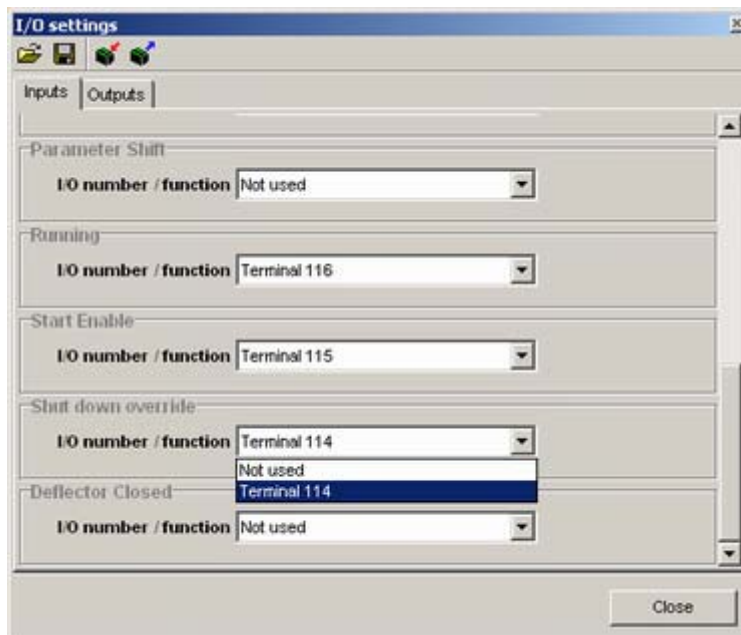 I/O settings
Inputs
Outputs
Parameter Shift
I/O number / function Not used
Running
I/O number / function Terminal 116
Start Enable
I/O number / function Terminal 115
Shut down override
I/O number / function Terminal 114
Not used
Terminal 114
Deflector Closed
I/O number / function Not used
Close